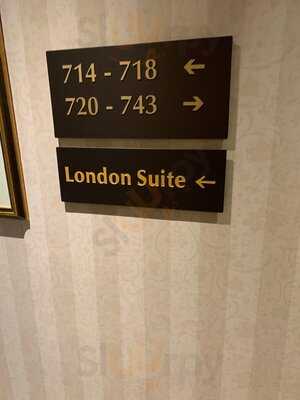 714 - 718 ←
720 - 743 →
London Suite ←